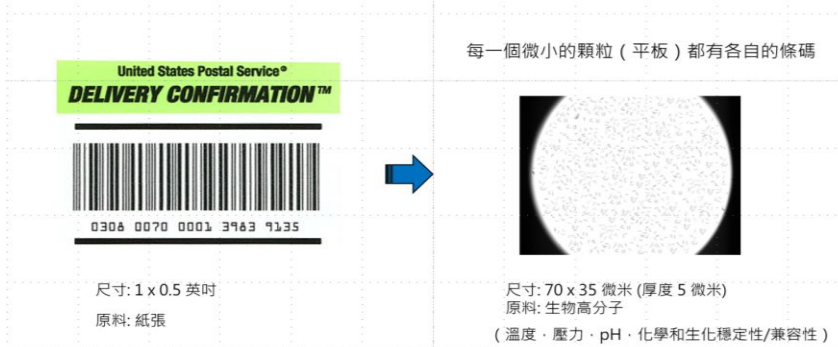 每一個微小的顆粒（平板）都有各自的條碼
United States Postal Service®
DELIVERY CONFIRMATION™
0308 0070 0001 3983 9135
尺寸: 1 x 0.5 英吋
原料: 紙張
尺寸: 70 x 35 微米 (厚度 5 微米)
原料: 生物高分子
（溫度．壓力．pH．化學和生化穩定性/兼容性）